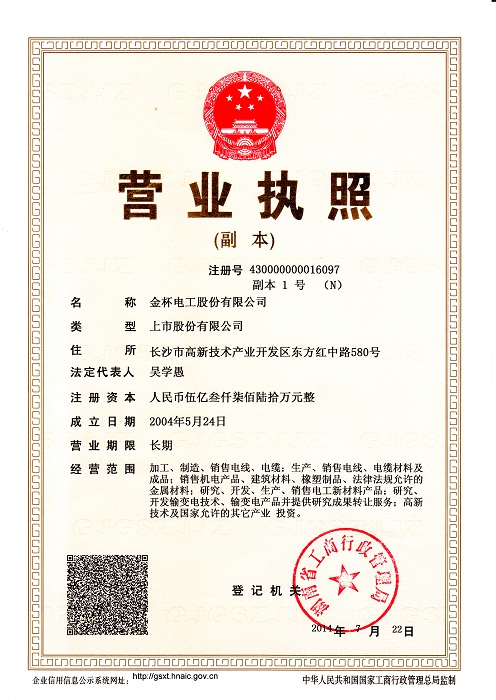 营业执照
(副 本)
注册号 430000000016097
副本 1 号 （N）
名 称 金杯电工股份有限公司
类 型 上市股份有限公司
住 所 长沙市高新技术产业开发区东方红中路580号
法定代表人 吴学愚
注 册 资 本 人民币伍亿叁仟柒佰陆拾万元整
成 立 日 期 2004年5月24日
营 业 期 限 长期
经 营 范 围 加工、制造、销售电线、电缆；生产、销售电线、电缆材料及
成品；销售机电产品、建筑材料、橡塑制品、法律法规允许的
金属材料；研究、开发、生产、销售电工新材料产品；研究、
开发输变电技术、输变电产品并提供研究成果转让服务；高新
技术及国家允许的其它产业 投资。
湖南省工商行政管理局
登 记 机 关
2014 年 7 月 22 日
企业信用信息公示系统网址： http://gsxt.hnaic.gov.cn
中华人民共和国国家工商行政管理总局监制